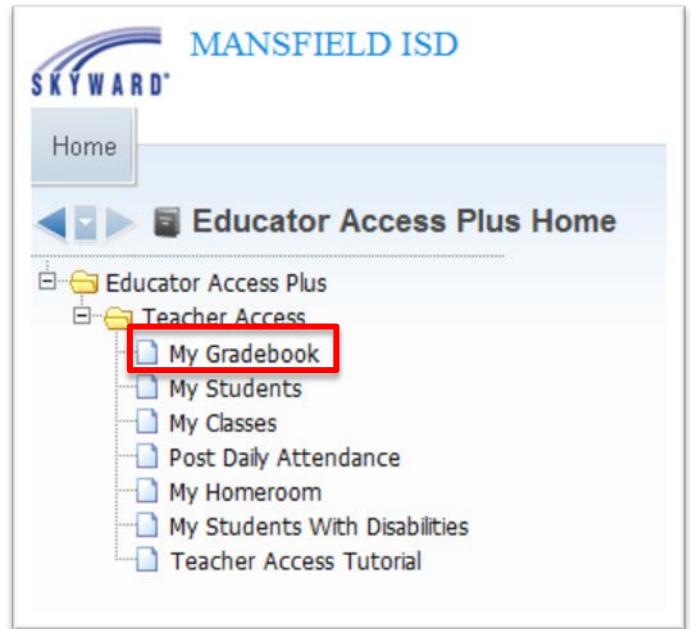 MANSFIELD ISD
SKYWARD®
Home
Educator Access Plus Home
Educator Access Plus
Teacher Access
My Gradebook
My Students
My Classes
Post Daily Attendance
My Homeroom
My Students With Disabilities
Teacher Access Tutorial